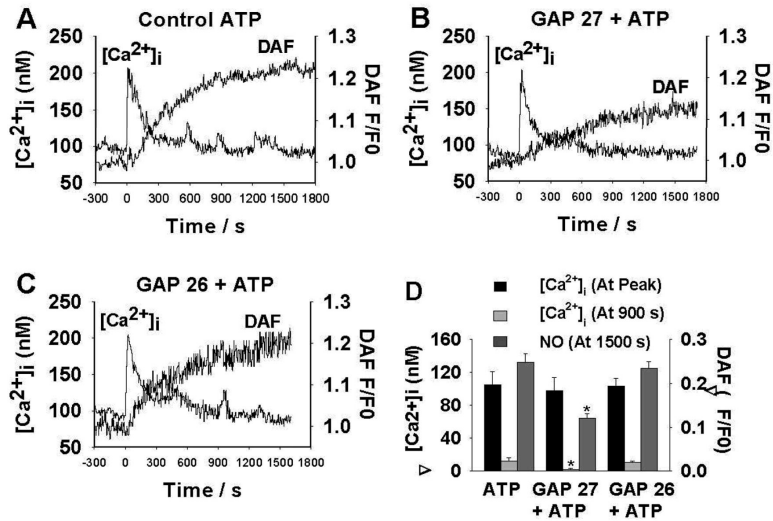 A
Control ATP
[Ca2+]i (nM)
250
200
150
100
50
[Ca2+]i
DAF
1.3
1.2
1.1
1.0
DAF F/F0
-300 0 300 600 900 1200 1500 1800
Time / s
B
GAP 27 + ATP
[Ca2+]i (nM)
250
200
150
100
50
[Ca2+]i
DAF
1.3
1.2
1.1
1.0
DAF F/F0
-300 0 300 600 900 1200 1500 1800
Time / s
C
GAP 26 + ATP
[Ca2+]i (nM)
250
200
150
100
50
[Ca2+]i
DAF
1.3
1.2
1.1
1.0
DAF F/F0
-300 0 300 600 900 1200 1500 1800
Time / s
D
[Ca2+]i (At Peak)
[Ca2+]i (At 900 s)
NO (At 1500 s)
▽ [Ca2+]i (nM)
160
120
80
40
0
* *
0.3
0.2
0.1
0.0
DAF (▽ F/F0)
ATP
GAP 27
+ ATP
GAP 26
+ ATP